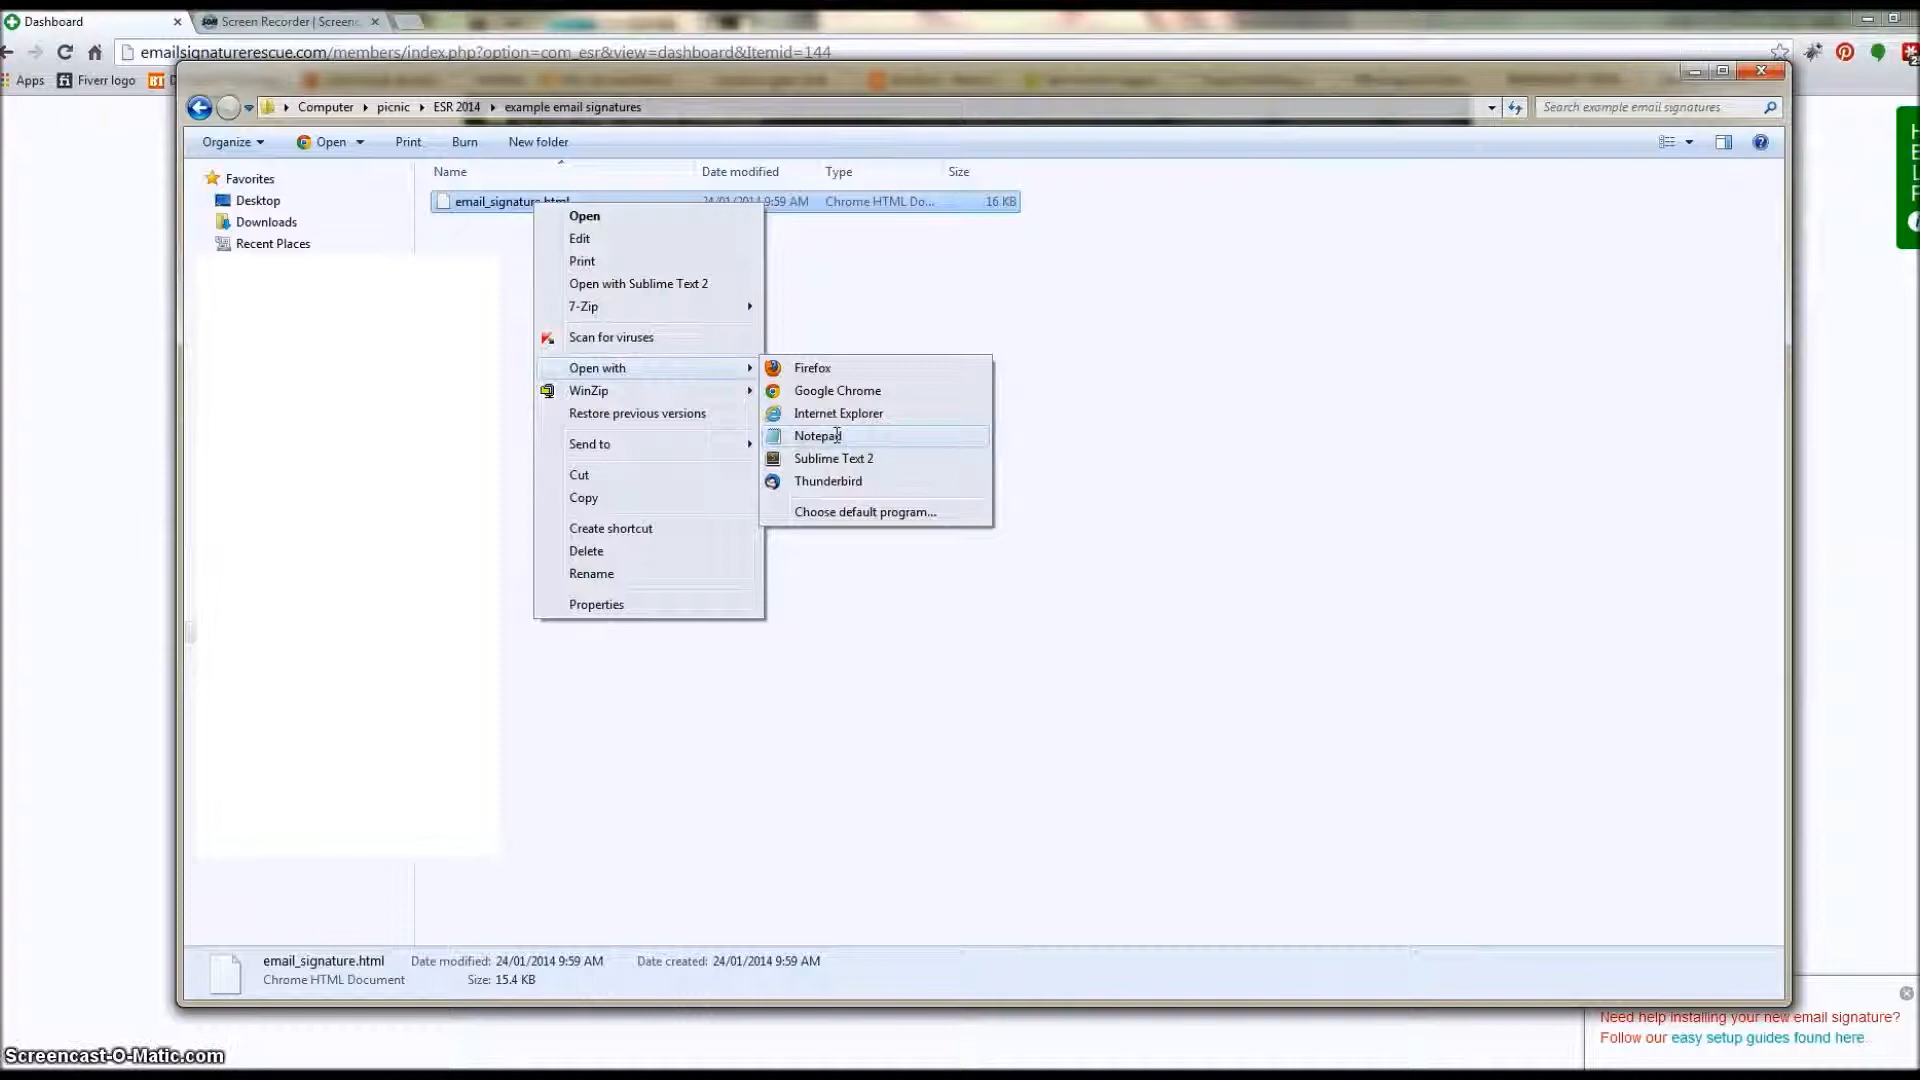 Dashboard
Screen Recorder | Screenc
emailsignaturerescue.com/members/index.php?option=com_esr&view=dashboard&Itemid=144
Apps
Fiverr logo
BT
Computer
picnic
ESR 2014
example email signatures
Search example email signatures
Organize
Open
Print
Burn
New folder
Name
Date modified
Type
Size
Favorites
Desktop
Downloads
Recent Places
email_signature.html
24/01/2014 9:59 AM
Chrome HTML Do...
16 KB
Open
Edit
Print
Open with Sublime Text 2
7-Zip
Scan for viruses
Open with
WinZip
Restore previous versions
Send to
Cut
Copy
Create shortcut
Delete
Rename
Properties
Firefox
Google Chrome
Internet Explorer
Notepad
Sublime Text 2
Thunderbird
Choose default program...
email_signature.html
Date modified: 24/01/2014 9:59 AM
Date created: 24/01/2014 9:59 AM
Chrome HTML Document
Size: 15.4 KB
Need help installing your new email signature?
Follow our easy setup guides found here.
Screencast-O-Matic.com